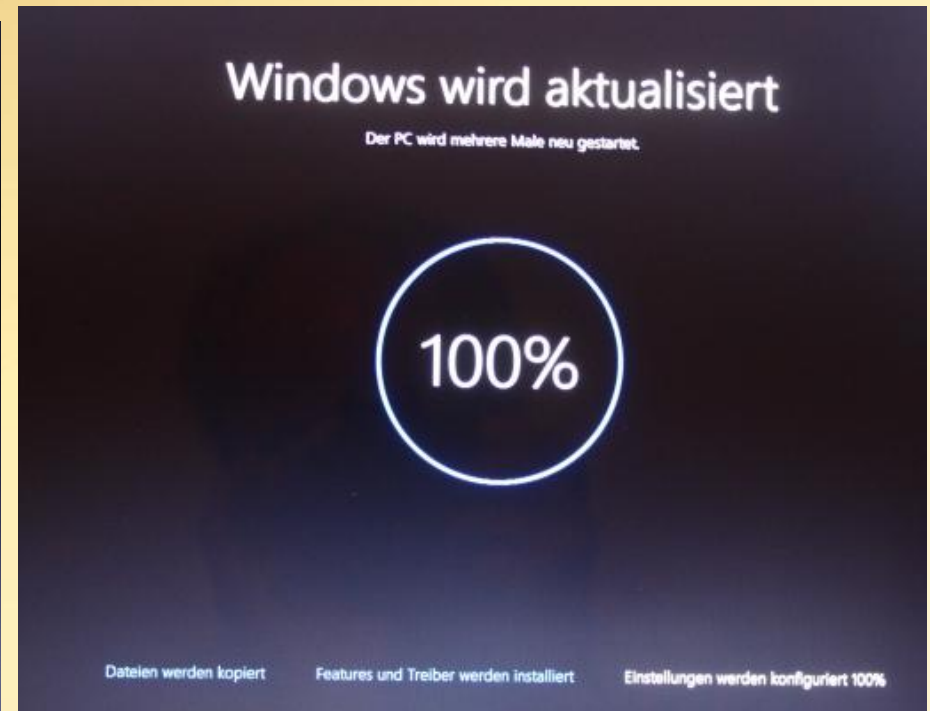 Windows wird aktualisiert
Der PC wird mehrere Male neu gestartet.
100%
Dateien werden kopiert
Features und Treiber werden installiert
Einstellungen werden konfiguriert 100%